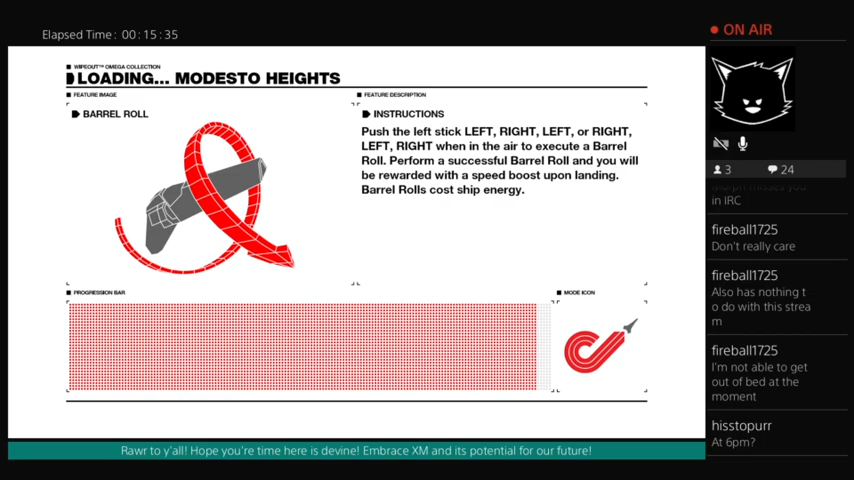 Elapsed Time: 00:15:35
WIPEOUT™ OMEGA COLLECTION
LOADING... MODESTO HEIGHTS
FEATURE IMAGE
FEATURE DESCRIPTION
BARREL ROLL
INSTRUCTIONS
Push the left stick LEFT, RIGHT, LEFT, or RIGHT,
LEFT, RIGHT when in the air to execute a Barrel
Roll. Perform a successful Barrel Roll and you will
be rewarded with a speed boost upon landing.
Barrel Rolls cost ship energy.
PROGRESSION BAR
MODE ICON
Rawr to y'all! Hope you're time here is devine! Embrace XM and its potential for our future!
ON AIR
3
24
misses you
in IRC
fireball1725
Don't really care
fireball1725
Also has nothing t
o do with this strea
m
fireball1725
I'm not able to get
out of bed at the
moment
hisstopurr
At 6pm?